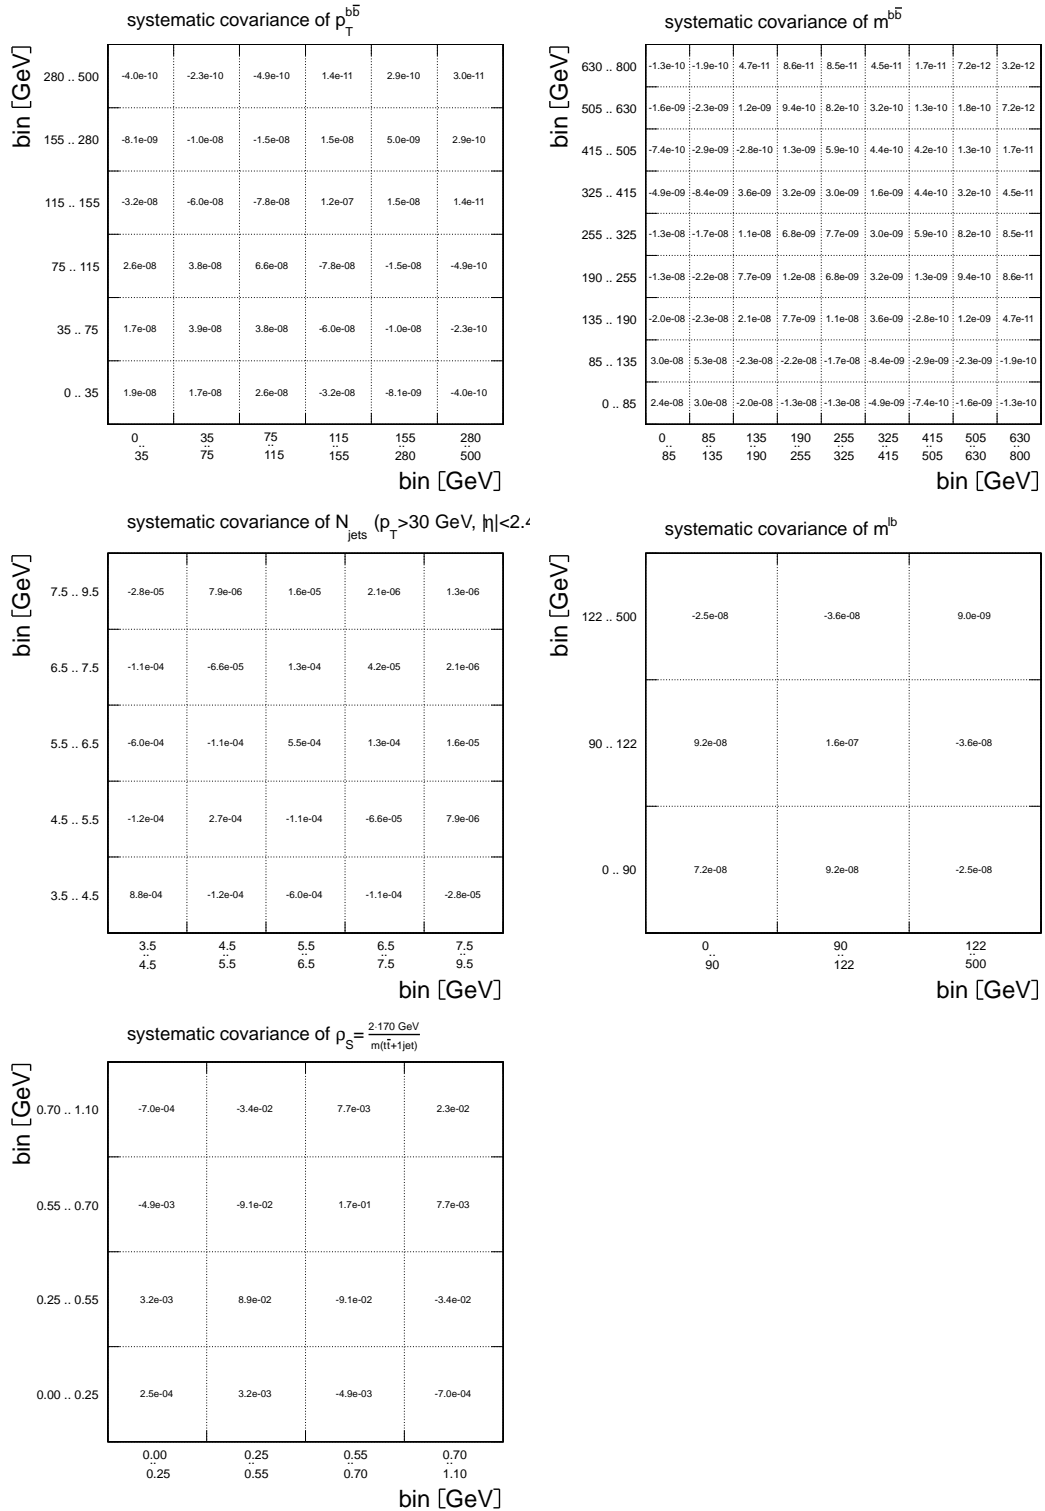 systematic covariance of p_T^{bb̄}
bin [GeV]
280 .. 500 -4.0e-10 -2.3e-10 -4.9e-10 1.4e-11 2.9e-10 3.0e-11
155 .. 280 -8.1e-09 -1.0e-08 -1.5e-08 1.5e-08 5.0e-09 2.9e-10
115 .. 155 -3.2e-08 -6.0e-08 -7.8e-08 1.2e-07 1.5e-08 1.4e-11
75 .. 115 2.6e-08 3.8e-08 6.6e-08 -7.8e-08 -1.5e-08 -4.9e-10
35 .. 75 1.7e-08 3.9e-08 3.8e-08 -6.0e-08 -1.0e-08 -2.3e-10
0 .. 35 1.9e-08 1.7e-08 2.6e-08 -3.2e-08 -8.1e-09 -4.0e-10
0 35 75 115 155 280
.. .. .. .. .. ..
35 75 115 155 280 500
bin [GeV]
systematic covariance of m^{bb̄}
bin [GeV]
630 .. 800 -1.3e-10 -1.9e-10 4.7e-11 8.6e-11 8.5e-11 4.5e-11 1.7e-11 7.2e-12 3.2e-12
505 .. 630 -1.6e-09 -2.3e-09 1.2e-09 9.4e-10 8.2e-10 3.2e-10 1.3e-10 1.8e-10 7.2e-12
415 .. 505 -7.4e-10 -2.9e-09 -2.8e-10 1.3e-09 5.9e-10 4.4e-10 4.2e-10 1.3e-10 1.7e-11
325 .. 415 -4.9e-09 -8.4e-09 3.6e-09 3.2e-09 3.0e-09 1.6e-09 4.4e-10 3.2e-10 4.5e-11
255 .. 325 -1.3e-08 -1.7e-08 1.1e-08 6.8e-09 7.7e-09 3.0e-09 5.9e-10 8.2e-10 8.5e-11
190 .. 255 -1.3e-08 -2.2e-08 7.7e-09 1.2e-08 6.8e-09 3.2e-09 1.3e-09 9.4e-10 8.6e-11
135 .. 190 -2.0e-08 -2.3e-08 2.1e-08 7.7e-09 1.1e-08 3.6e-09 -2.8e-10 1.2e-09 4.7e-11
85 .. 135 3.0e-08 5.3e-08 -2.3e-08 -2.2e-08 -1.7e-08 -8.4e-09 -2.9e-09 -2.3e-09 -1.9e-10
0 .. 85 2.4e-08 3.0e-08 -2.0e-08 -1.3e-08 -1.3e-08 -4.9e-09 -7.4e-10 -1.6e-09 -1.3e-10
0 85 135 190 255 325 415 505 630
.. .. .. .. .. .. .. .. ..
85 135 190 255 325 415 505 630 800
bin [GeV]
systematic covariance of N_{jets} (p_T>30 GeV, |η|<2.4
bin [GeV]
7.5 .. 9.5 -2.8e-05 7.9e-06 1.6e-05 2.1e-06 1.3e-06
6.5 .. 7.5 -1.1e-04 -6.6e-05 1.3e-04 4.2e-05 2.1e-06
5.5 .. 6.5 -6.0e-04 -1.1e-04 5.5e-04 1.3e-04 1.6e-05
4.5 .. 5.5 -1.2e-04 2.7e-04 -1.1e-04 -6.6e-05 7.9e-06
3.5 .. 4.5 8.8e-04 -1.2e-04 -6.0e-04 -1.1e-04 -2.8e-05
3.5 4.5 5.5 6.5 7.5
.. .. .. .. ..
4.5 5.5 6.5 7.5 9.5
bin [GeV]
systematic covariance of m^{lb}
bin [GeV]
122 .. 500 -2.5e-08 -3.6e-08 9.0e-09
90 .. 122 9.2e-08 1.6e-07 -3.6e-08
0 .. 90 7.2e-08 9.2e-08 -2.5e-08
0 90 122
.. .. ..
90 122 500
bin [GeV]
systematic covariance of ρ_S= 2·170 GeV / m(tt̄+1jet)
bin [GeV]
0.70 .. 1.10 -7.0e-04 -3.4e-02 7.7e-03 2.3e-02
0.55 .. 0.70 -4.9e-03 -9.1e-02 1.7e-01 7.7e-03
0.25 .. 0.55 3.2e-03 8.9e-02 -9.1e-02 -3.4e-02
0.00 .. 0.25 2.5e-04 3.2e-03 -4.9e-03 -7.0e-04
0.00 0.25 0.55 0.70
.. .. .. ..
0.25 0.55 0.70 1.10
bin [GeV]